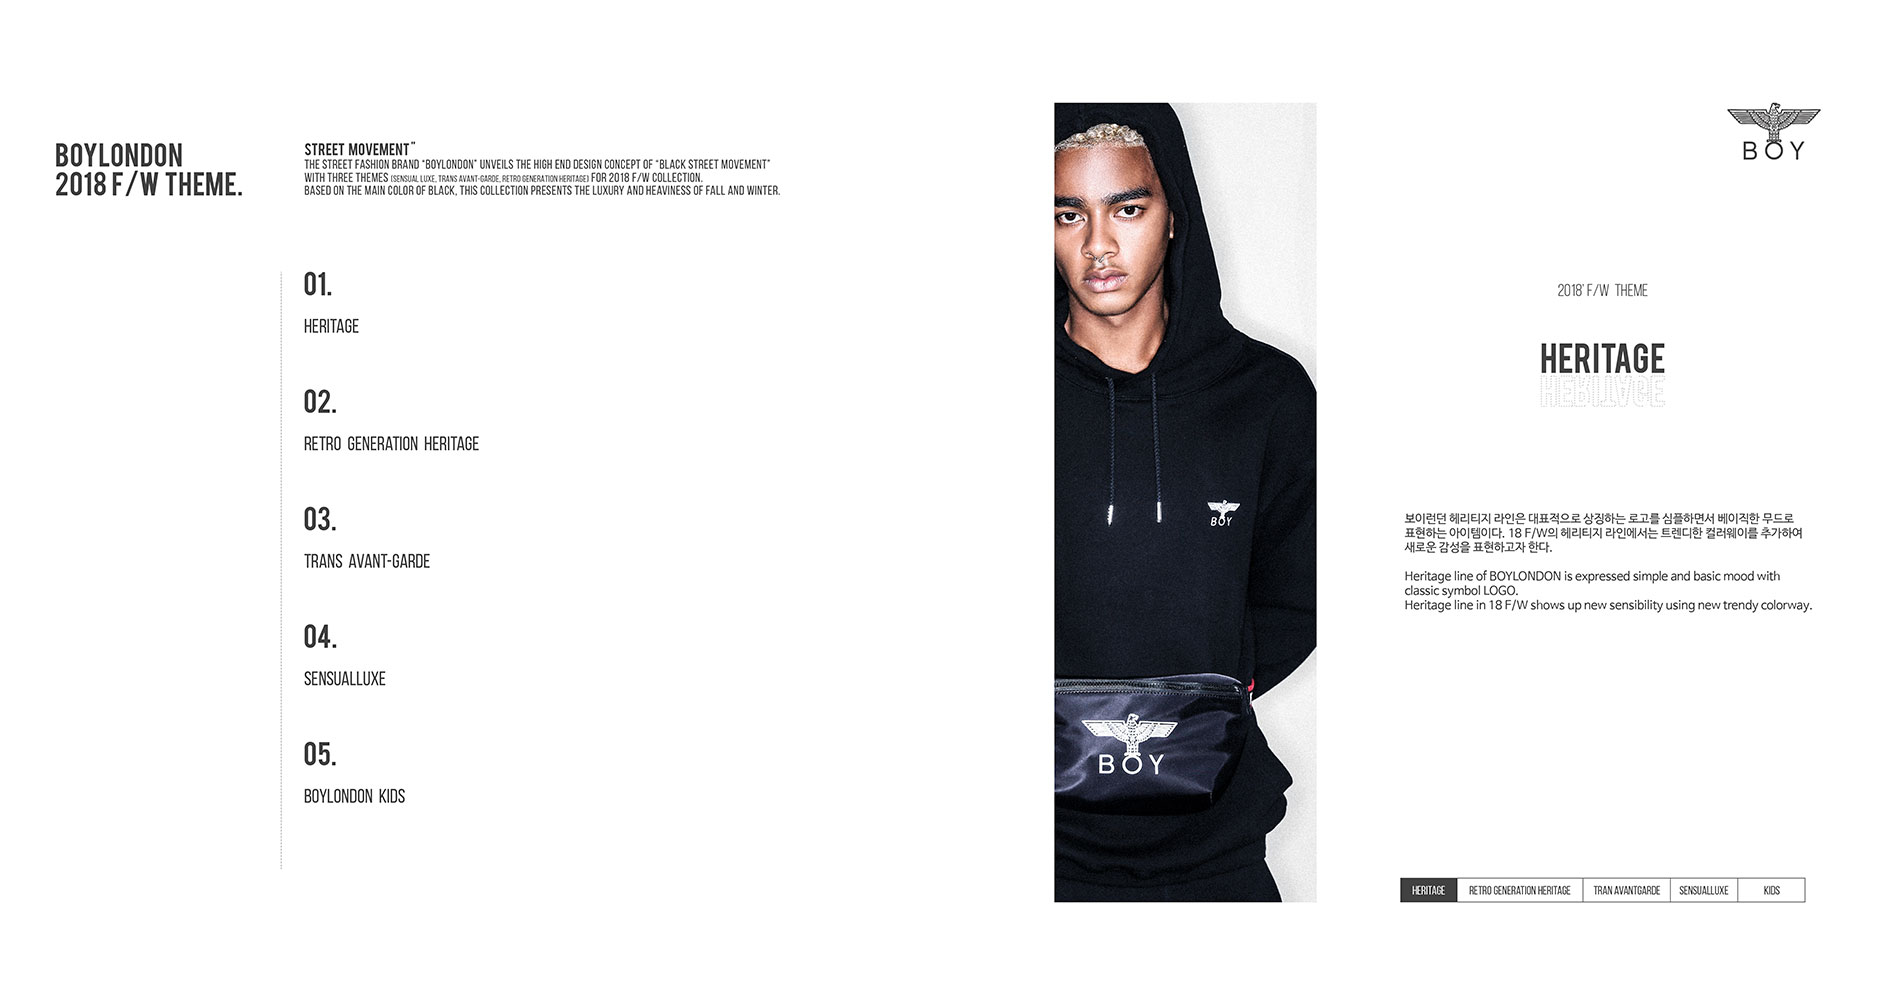 BOYLONDON
2018 F/W THEME.
STREET MOVEMENT"
THE STREET FASHION BRAND "BOYLONDON" UNVEILS THE HIGH END DESIGN CONCEPT OF "BLACK STREET MOVEMENT"
WITH THREE THEMES (SENSUAL LUXE, TRANS AVANT-GARDE, RETRO GENERATION HERITAGE) FOR 2018 F/W COLLECTION.
BASED ON THE MAIN COLOR OF BLACK, THIS COLLECTION PRESENTS THE LUXURY AND HEAVINESS OF FALL AND WINTER.
01.
HERITAGE
02.
RETRO GENERATION HERITAGE
03.
TRANS AVANT-GARDE
04.
SENSUALLUXE
05.
BOYLONDON KIDS
BOY
BOY
BOY
2018' F/W THEME
HERITAGE
HERITAGE
보이런던 헤리티지 라인은 대표적으로 상징하는 로고를 심플하면서 베이직한 무드로
표현하는 아이템이다. 18 F/W의 헤리티지 라인에서는 트렌디한 컬러웨이를 추가하여
새로운 감성을 표현하고자 한다.
Heritage line of BOYLONDON is expressed simple and basic mood with
classic symbol LOGO.
Heritage line in 18 F/W shows up new sensibility using new trendy colorway.
HERITAGE RETRO GENERATION HERITAGE TRAN AVANTGARDE SENSUALLUXE KIDS